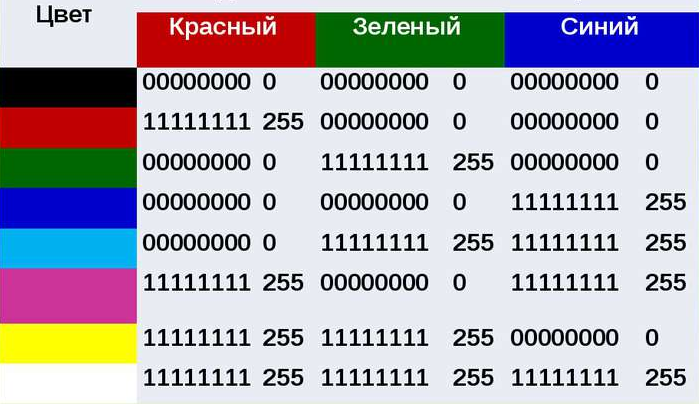 Цвет
Красный Зеленый Синий
00000000 0 00000000 0 00000000 0
11111111 255 00000000 0 00000000 0
00000000 0 11111111 255 00000000 0
00000000 0 00000000 0 11111111 255
00000000 0 11111111 255 11111111 255
11111111 255 00000000 0 11111111 255
11111111 255 11111111 255 00000000 0
11111111 255 11111111 255 11111111 255